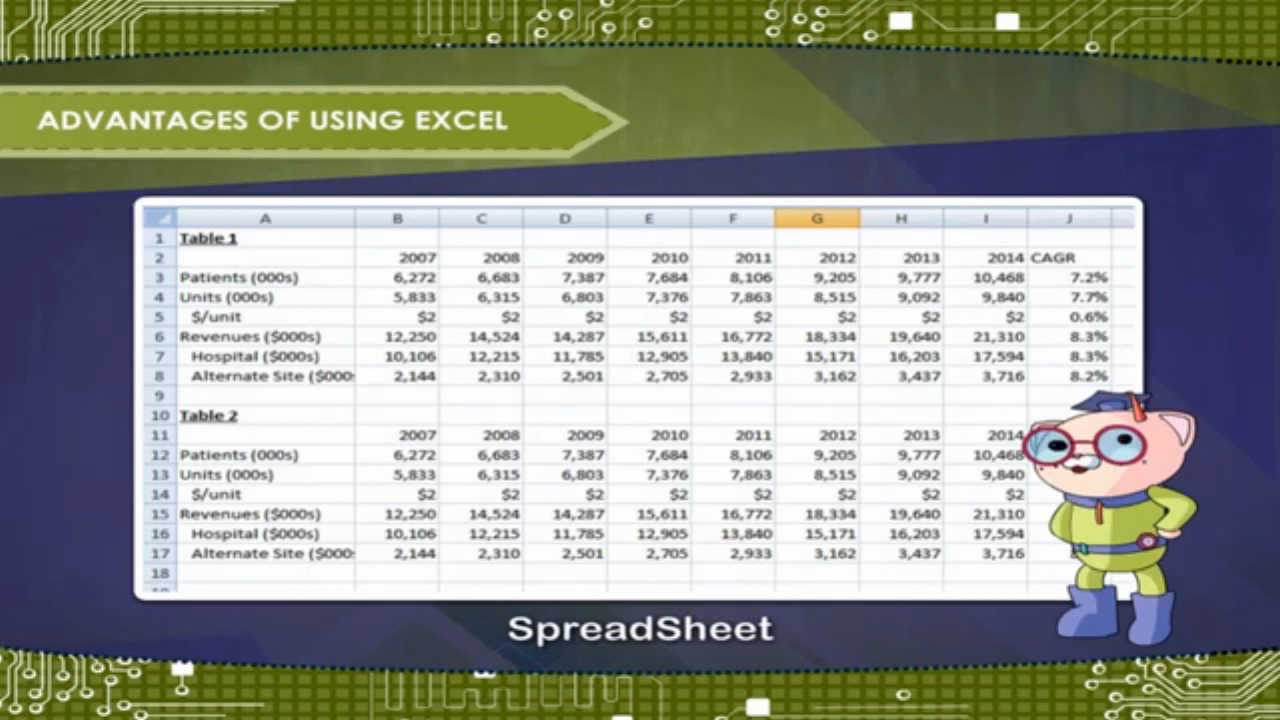 ADVANTAGES OF USING EXCEL
A B C D E F G H I J
1 Table 1
2 2007 2008 2009 2010 2011 2012 2013 2014 CAGR
3 Patients (000s) 6,272 6,683 7,387 7,684 8,106 9,205 9,777 10,468 7.2%
4 Units (000s) 5,833 6,315 6,803 7,376 7,863 8,515 9,092 9,840 7.7%
5 $/unit $2 $2 $2 $2 $2 $2 $2 $2 0.6%
6 Revenues ($000s) 12,250 14,524 14,287 15,611 16,772 18,334 19,640 21,310 8.3%
7 Hospital ($000s) 10,106 12,215 11,785 12,905 13,840 15,171 16,203 17,594 8.3%
8 Alternate Site ($000s 2,144 2,310 2,501 2,705 2,933 3,162 3,437 3,716 8.2%
9
10 Table 2
11 2007 2008 2009 2010 2011 2012 2013 2014
12 Patients (000s) 6,272 6,683 7,387 7,684 8,106 9,205 9,777 10,468
13 Units (000s) 5,833 6,315 6,803 7,376 7,863 8,515 9,092 9,840
14 $/unit $2 $2 $2 $2 $2 $2 $2 $2
15 Revenues ($000s) 12,250 14,524 14,287 15,611 16,772 18,334 19,640 21,310
16 Hospital ($000s) 10,106 12,215 11,785 12,905 13,840 15,171 16,203 17,594
17 Alternate Site ($000s 2,144 2,310 2,501 2,705 2,933 3,162 3,437 3,716
18
SpreadSheet